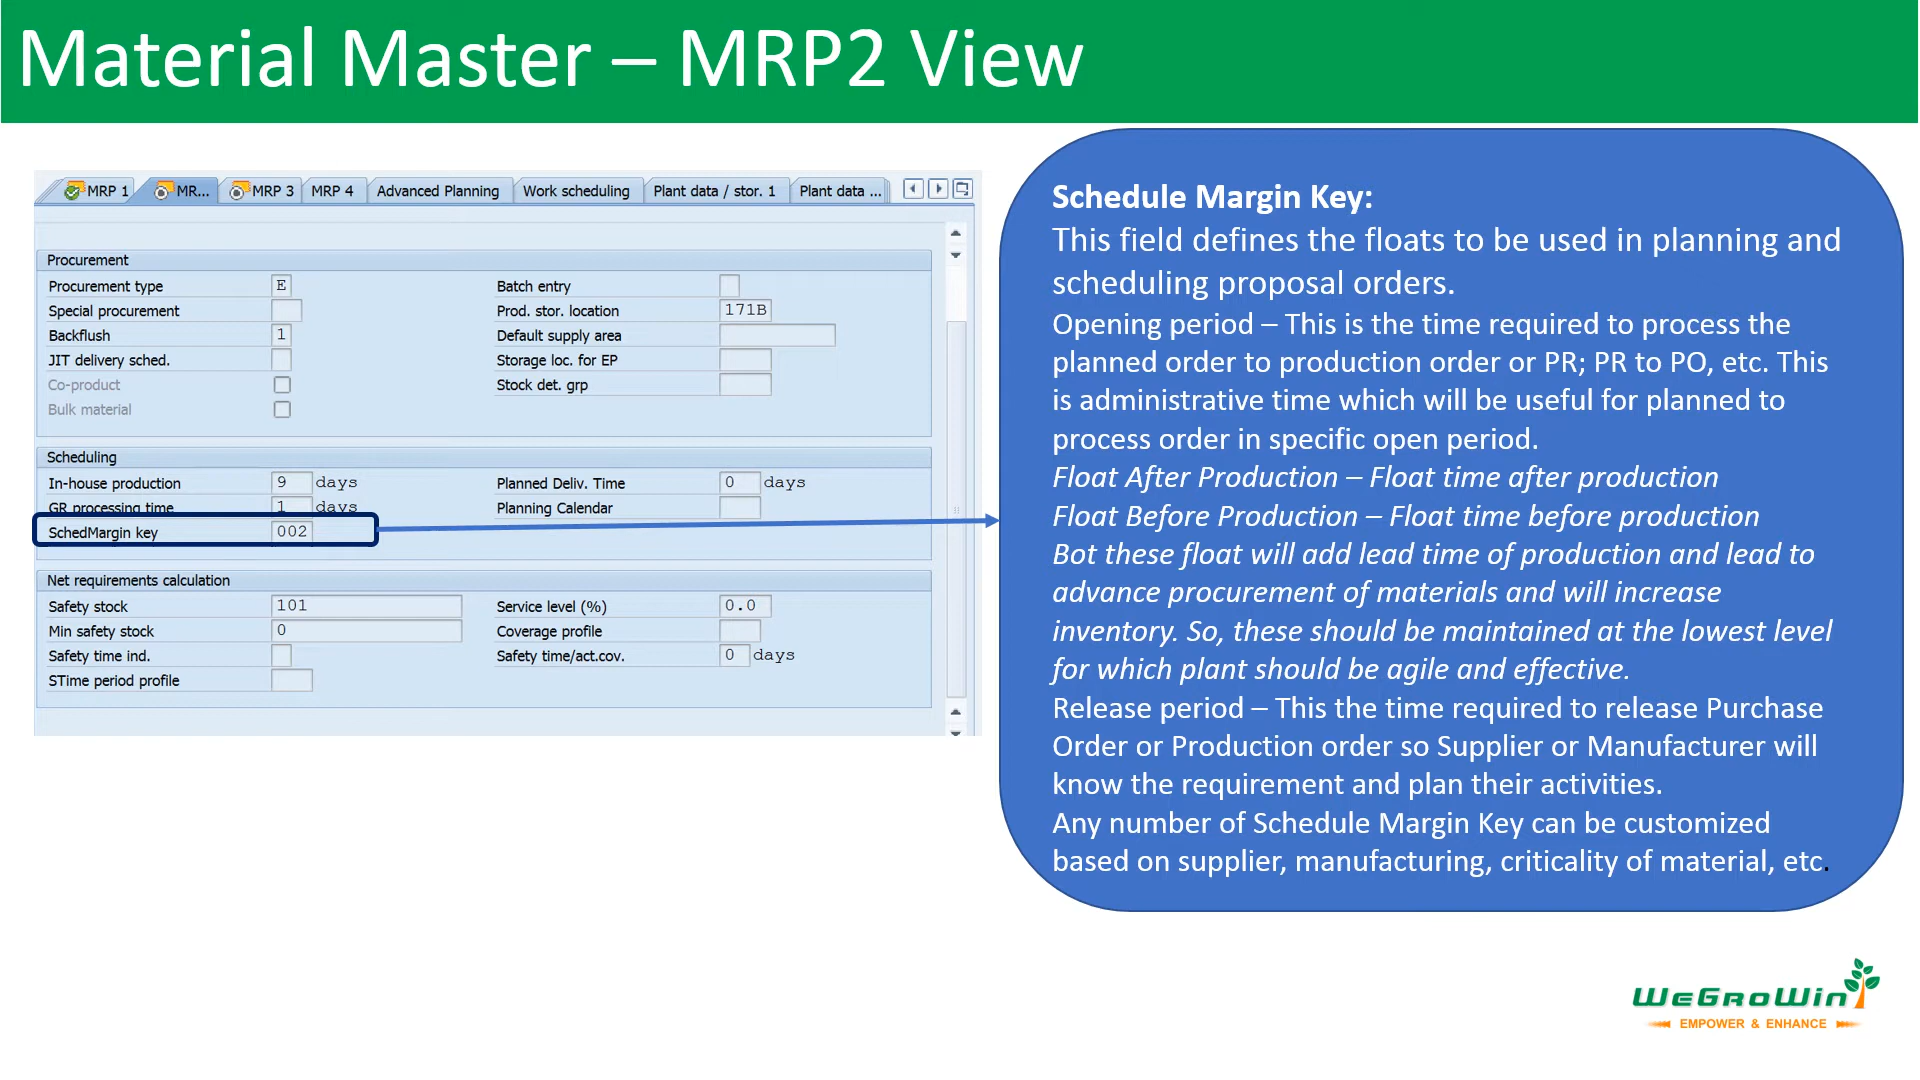 Material Master – MRP2 View
MRP 1
MR...
MRP 3
MRP 4
Advanced Planning
Work scheduling
Plant data / stor. 1
Plant data ...
Procurement
Procurement type E
Batch entry
Special procurement
Prod. stor. location 171B
Backflush 1
Default supply area
JIT delivery sched.
Storage loc. for EP
Co-product
Stock det. grp
Bulk material
Scheduling
In-house production 9 days
Planned Deliv. Time 0 days
GR processing time 1 days
Planning Calendar
SchedMargin key 002
Net requirements calculation
Safety stock 101
Service level (%) 0.0
Min safety stock 0
Coverage profile
Safety time ind.
Safety time/act.cov. 0 days
STime period profile
Schedule Margin Key:
This field defines the floats to be used in planning and
scheduling proposal orders.
Opening period – This is the time required to process the
planned order to production order or PR; PR to PO, etc. This
is administrative time which will be useful for planned to
process order in specific open period.
Float After Production – Float time after production
Float Before Production – Float time before production
Bot these float will add lead time of production and lead to
advance procurement of materials and will increase
inventory. So, these should be maintained at the lowest level
for which plant should be agile and effective.
Release period – This the time required to release Purchase
Order or Production order so Supplier or Manufacturer will
know the requirement and plan their activities.
Any number of Schedule Margin Key can be customized
based on supplier, manufacturing, criticality of material, etc.
WeGroWin
EMPOWER & ENHANCE